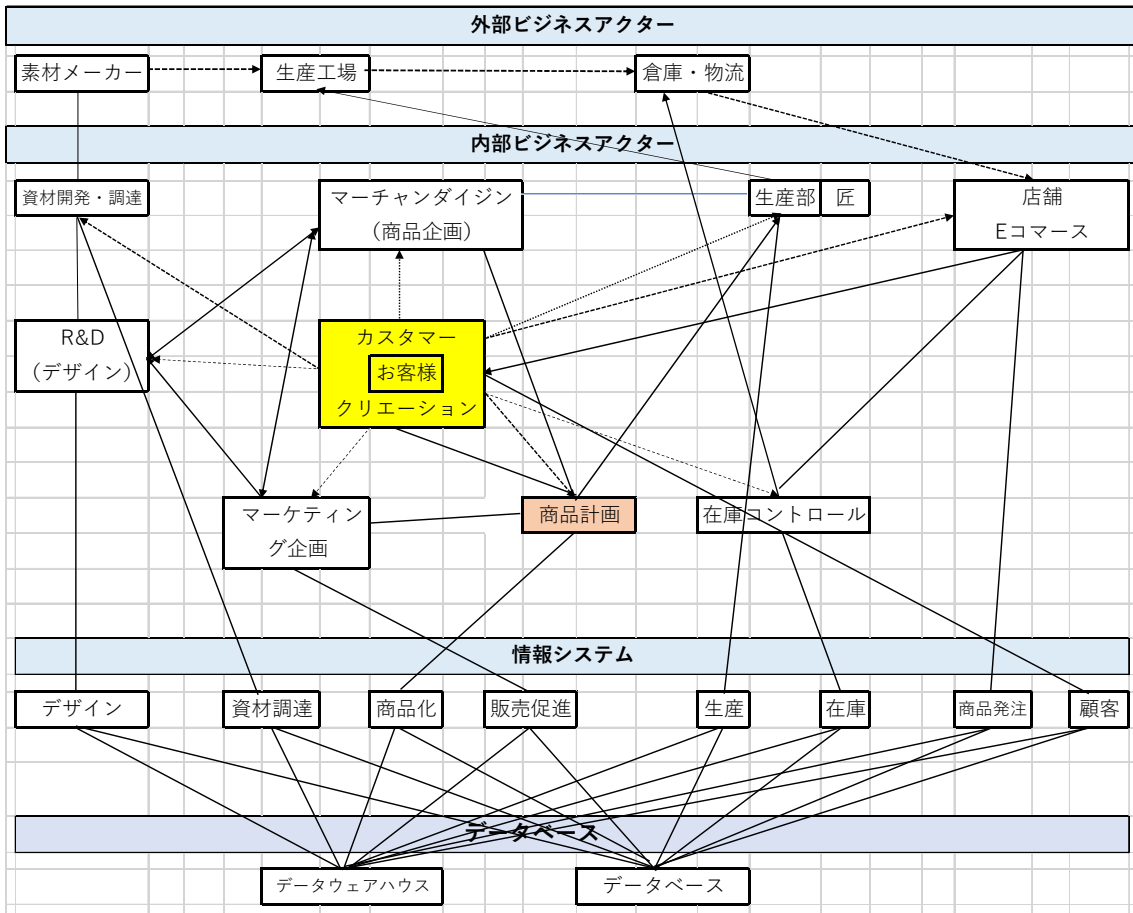 外部ビジネスアクター
素材メーカー
生産工場
倉庫・物流
内部ビジネスアクター
資材開発・調達
マーチャンダイジン
（商品企画）
生産部
匠
店舗
Eコマース
R&D
（デザイン）
カスタマー
お客様
クリエーション
マーケティン
グ企画
商品計画
在庫コントロール
情報システム
デザイン
資材調達
商品化
販売促進
生産
在庫
商品発注
顧客
データベース
データウェアハウス
データベース